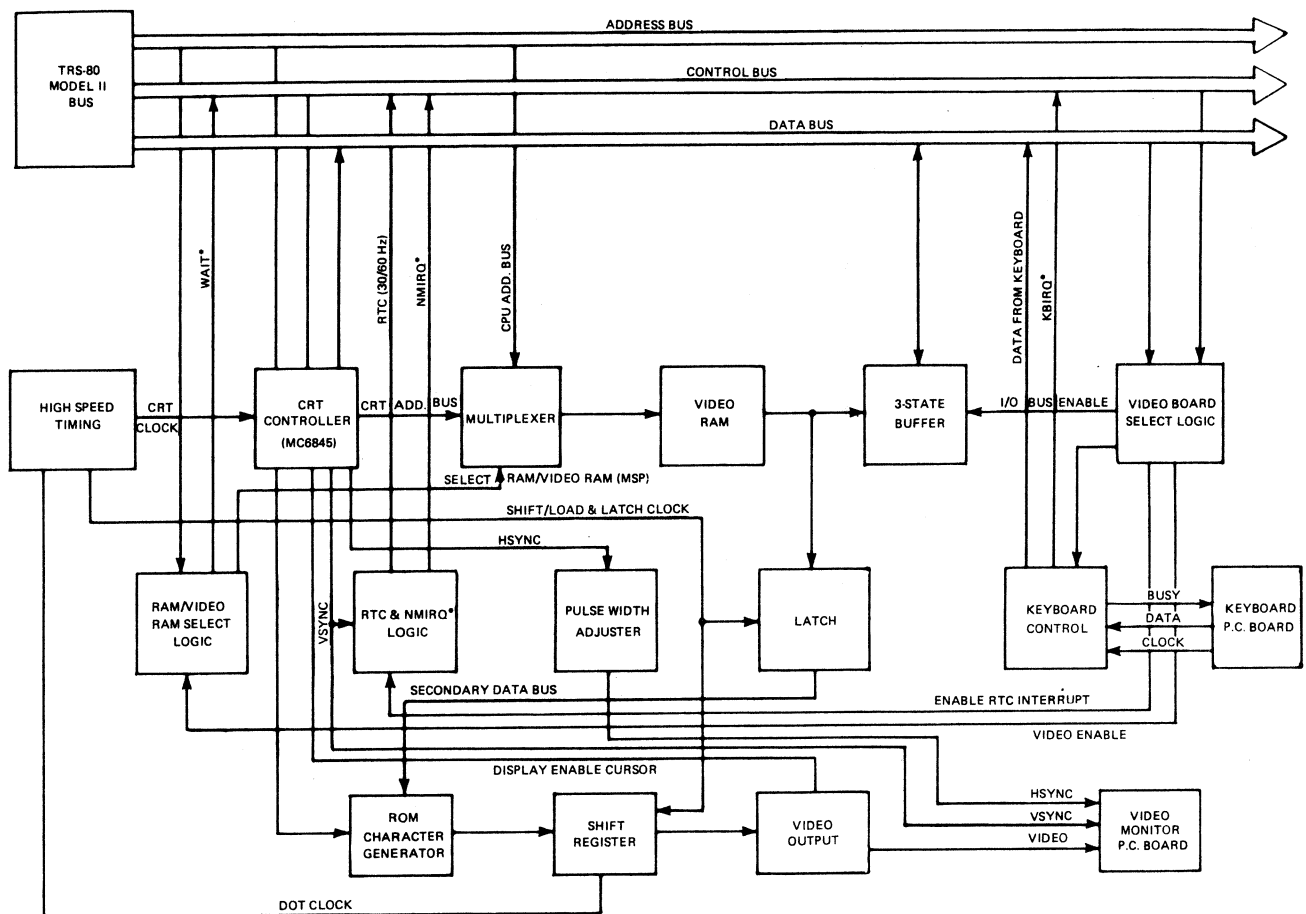 ADDRESS BUS
TRS-80
MODEL II
BUS
CONTROL BUS
DATA BUS
WAIT*
RTC (30/60 Hz)
NMIRQ*
CPU ADD. BUS
DATA FROM KEYBOARD
KBIRQ*
HIGH SPEED
TIMING
CRT
CLOCK
CRT
CONTROLLER
(MC6845)
CRT ADD. BUS
MULTIPLEXER
VIDEO
RAM
3-STATE
BUFFER
I/O BUS ENABLE
VIDEO BOARD
SELECT LOGIC
SELECT RAM/VIDEO RAM (MSP)
SHIFT/LOAD & LATCH CLOCK
HSYNC
RAM/VIDEO
RAM SELECT
LOGIC
VSYNC
RTC & NMIRQ*
LOGIC
PULSE WIDTH
ADJUSTER
LATCH
KEYBOARD
CONTROL
BUSY
DATA
CLOCK
KEYBOARD
P.C. BOARD
SECONDARY DATA BUS
ENABLE RTC INTERRUPT
VIDEO ENABLE
DISPLAY ENABLE CURSOR
ROM
CHARACTER
GENERATOR
SHIFT
REGISTER
VIDEO
OUTPUT
HSYNC
VSYNC
VIDEO
VIDEO
MONITOR
P.C. BOARD
DOT CLOCK